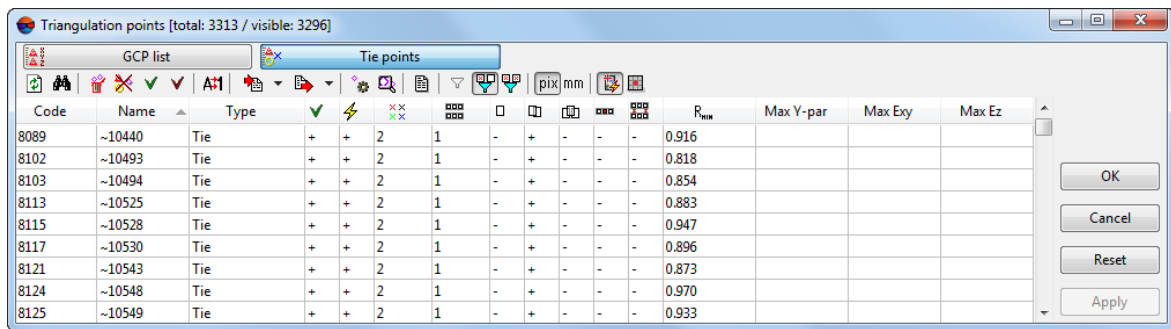 Triangulation points [total: 3313 / visible: 3296]
GCP list Tie points
pix mm
Code Name Type R_MIN Max Y-par Max Exy Max Ez
8089 ~10440 Tie + + 2 1 - + - - - 0.916
8102 ~10493 Tie + + 2 1 - + - - - 0.818
8103 ~10494 Tie + + 2 1 - + - - - 0.854
8113 ~10525 Tie + + 2 1 - + - - - 0.883
8115 ~10528 Tie + + 2 1 - + - - - 0.947
8117 ~10530 Tie + + 2 1 - + - - - 0.896
8121 ~10543 Tie + + 2 1 - + - - - 0.873
8124 ~10548 Tie + + 2 1 - + - - - 0.970
8125 ~10549 Tie + + 2 1 - + - - - 0.933
OK
Cancel
Reset
Apply